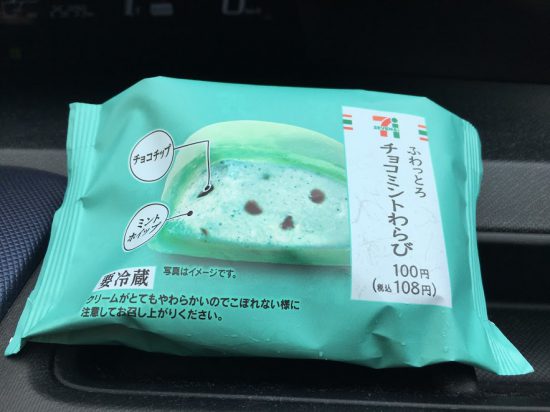 チョコチップ
ミント
ホイップ
ふわっとろ
チョコミントわらび
100円
(税込108円)
要冷蔵
写真はイメージです。
クリームがとてもやわらかいのでこぼれない様に
注意してお召し上がりください。